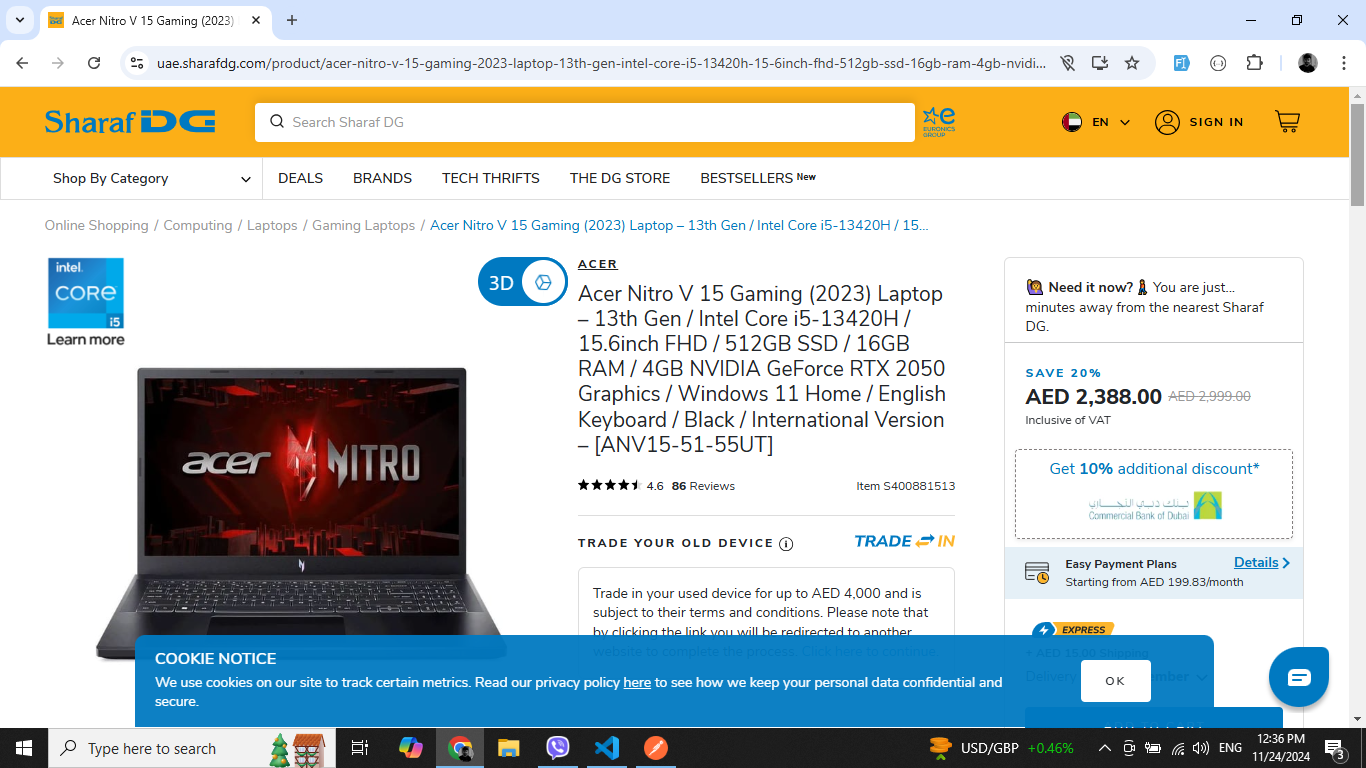 Acer Nitro V 15 Gaming (2023)
uae.sharafdg.com/product/acer-nitro-v-15-gaming-2023-laptop-13th-gen-intel-core-i5-13420h-15-6inch-fhd-512gb-ssd-16gb-ram-4gb-nvidi...
Sharaf DG
Search Sharaf DG
e
EURONICS
GROUP
EN
SIGN IN
Shop By Category
DEALS
BRANDS
TECH THRIFTS
THE DG STORE
BESTSELLERS New
Online Shopping / Computing / Laptops / Gaming Laptops / Acer Nitro V 15 Gaming (2023) Laptop – 13th Gen / Intel Core i5-13420H / 15...
intel
CORE
i5
Learn more
3D
acer NITRO
ACER
Acer Nitro V 15 Gaming (2023) Laptop
– 13th Gen / Intel Core i5-13420H /
15.6inch FHD / 512GB SSD / 16GB
RAM / 4GB NVIDIA GeForce RTX 2050
Graphics / Windows 11 Home / English
Keyboard / Black / International Version
– [ANV15-51-55UT]
4.6 86 Reviews
Item S400881513
TRADE YOUR OLD DEVICE
TRADE IN
Trade in your used device for up to AED 4,000 and is
subject to their terms and conditions. Please note that
by clicking the link you will be redirected to another
website to complete the process. Click here to continue
Need it now? You are just...
minutes away from the nearest Sharaf
DG.
SAVE 20%
AED 2,388.00 AED 2,999.00
Inclusive of VAT
Get 10% additional discount*
بنك دبي التجاري
Commercial Bank of Dubai
Easy Payment Plans
Details
Starting from AED 199.83/month
EXPRESS
+ AED 15.00 Shipping
Delivery
COOKIE NOTICE
We use cookies on our site to track certain metrics. Read our privacy policy here to see how we keep your personal data confidential and
secure.
OK
Type here to search
USD/GBP +0.46%
ENG
12:36 PM
11/24/2024
3